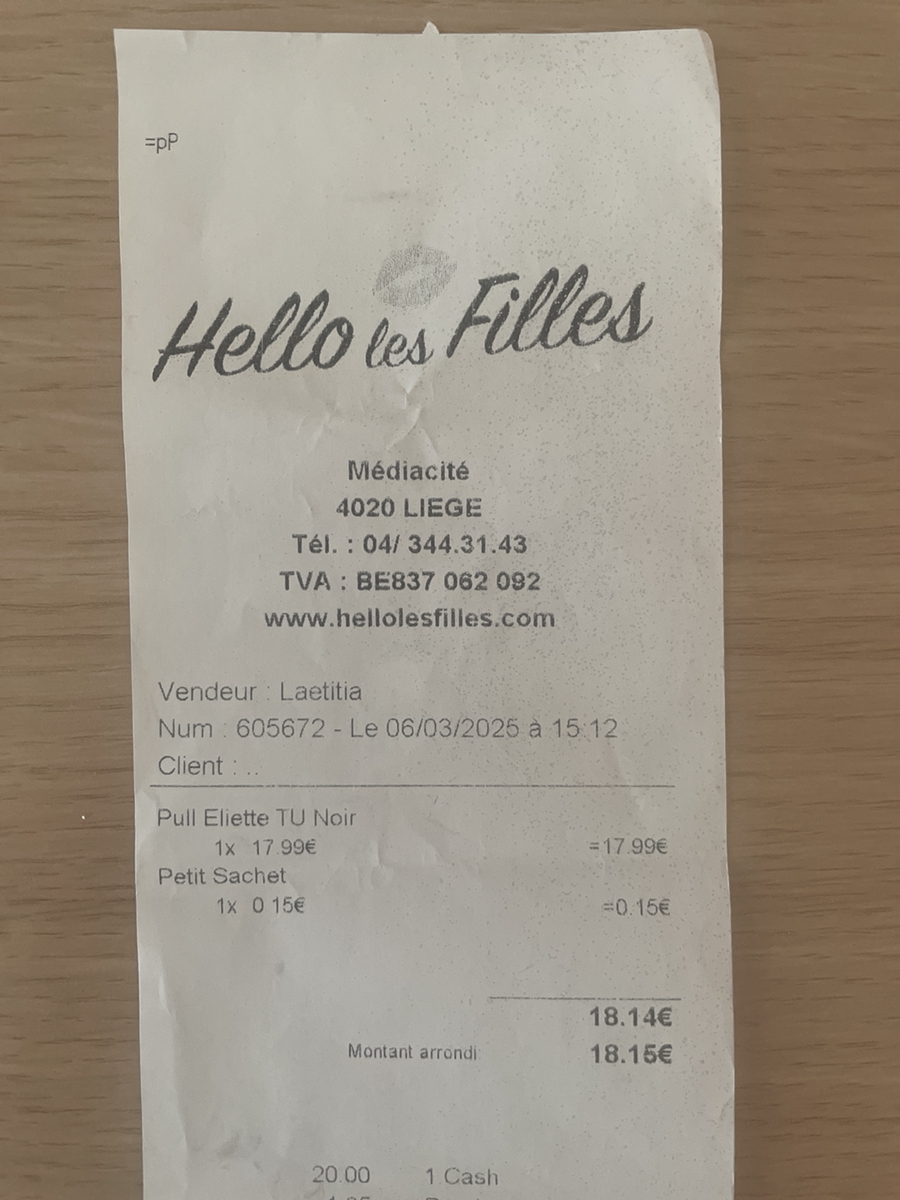 =pP
Hello les Filles
Médiacité
4020 LIEGE
Tél. : 04/ 344.31.43
TVA : BE837 062 092
www.hellolesfilles.com
Vendeur : Laetitia
Num : 605672 - Le 06/03/2025 à 15:12
Client : ..
Pull Eliette TU Noir
1x 17.99€ =17.99€
Petit Sachet
1x 0.15€ =0.15€
18.14€
Montant arrondi 18.15€
20.00 1 Cash